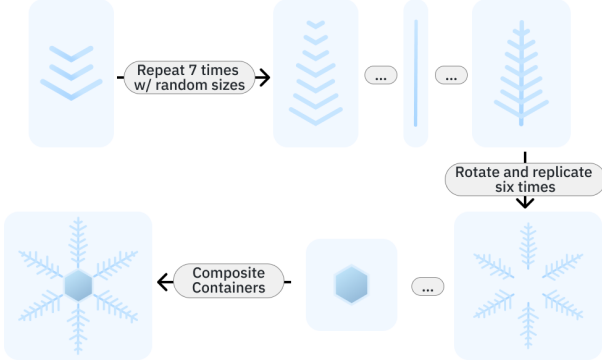 Repeat 7 times
w/ random sizes
...
...
Rotate and replicate
six times
Composite
Containers
...